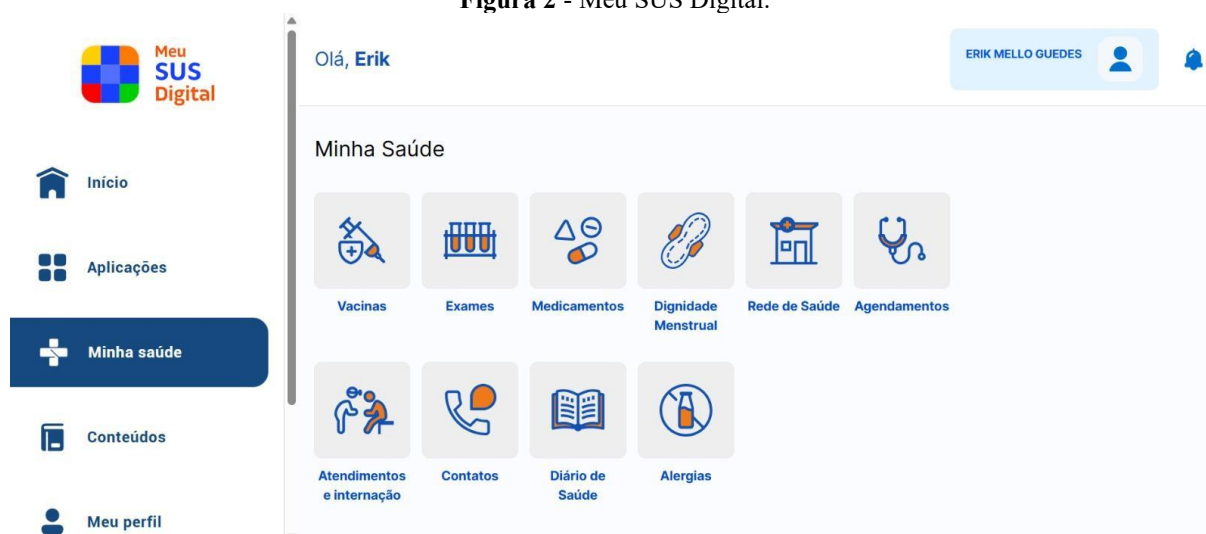 Figura 2 - Meu SUS Digital.
Meu
SUS
Digital
Olá, Erik
ERIK MELLO GUEDES
Início
Aplicações
Minha saúde
Conteúdos
Meu perfil
Minha Saúde
Vacinas
Exames
Medicamentos
Dignidade
Menstrual
Rede de Saúde
Agendamentos
Atendimentos
e internação
Contatos
Diário de
Saúde
Alergias